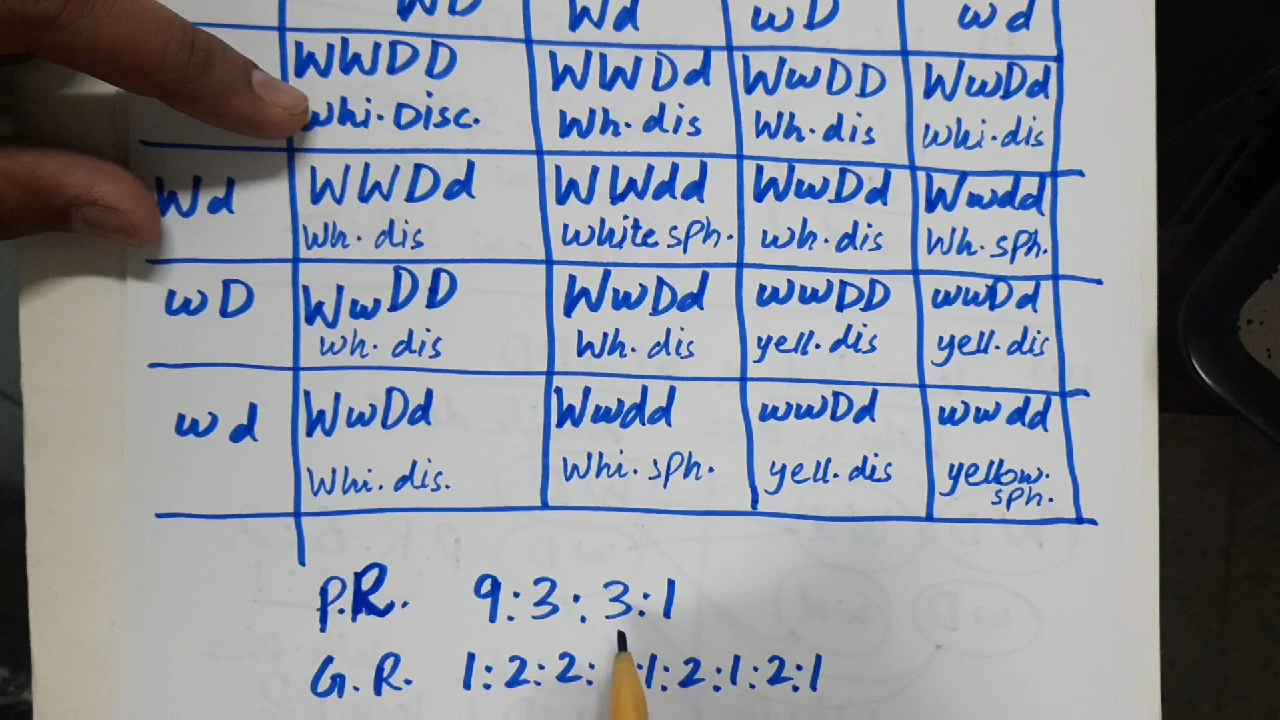 WD Wd wD wd
WWDD WWDd WwDD WwDd
whi. Disc. Wh. dis Wh. dis whi. dis
Wd WWDd WWdd WwDd Wwdd
Wh. dis white sph. wh. dis Wh. sph.
wD WwDD WwDd wwDD wwDd
wh. dis Wh. dis yell. dis yell. dis
wd WwDd Wwdd wwDd wwdd
Whi. dis. Whi. sph. yell. dis yellow. sph.
P.R. 9:3:3:1
G.R. 1:2:2: :1:2:1:2:1